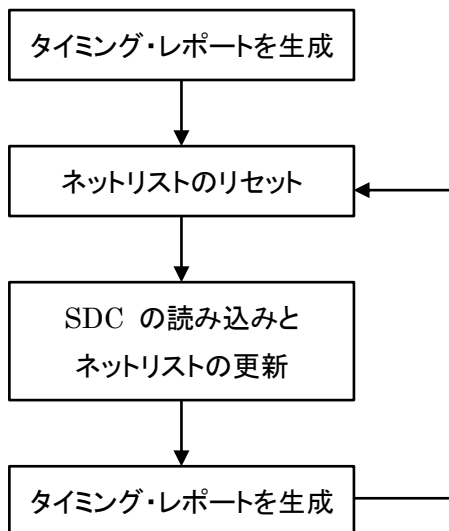 タイミング・レポートを生成
ネットリストのリセット
SDC の読み込みと
ネットリストの更新
タイミング・レポートを生成